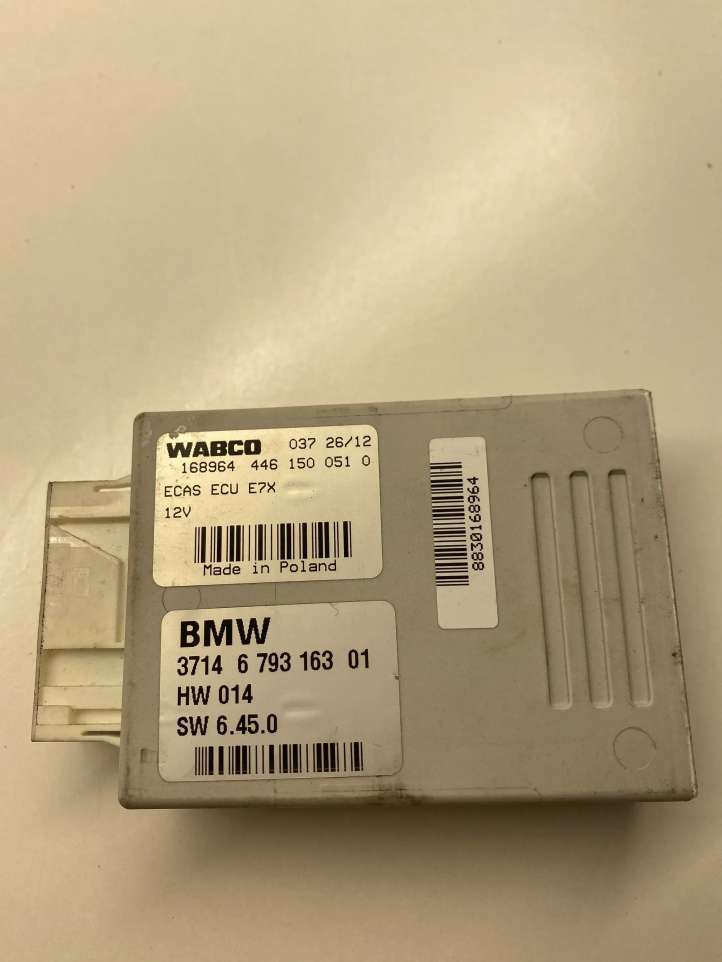 WABCO 037 26/12
168964 446 150 051 0
ECAS ECU E7X
12V
Made in Poland
8830168964
BMW
3714 6 793 163 01
HW 014
SW 6.45.0